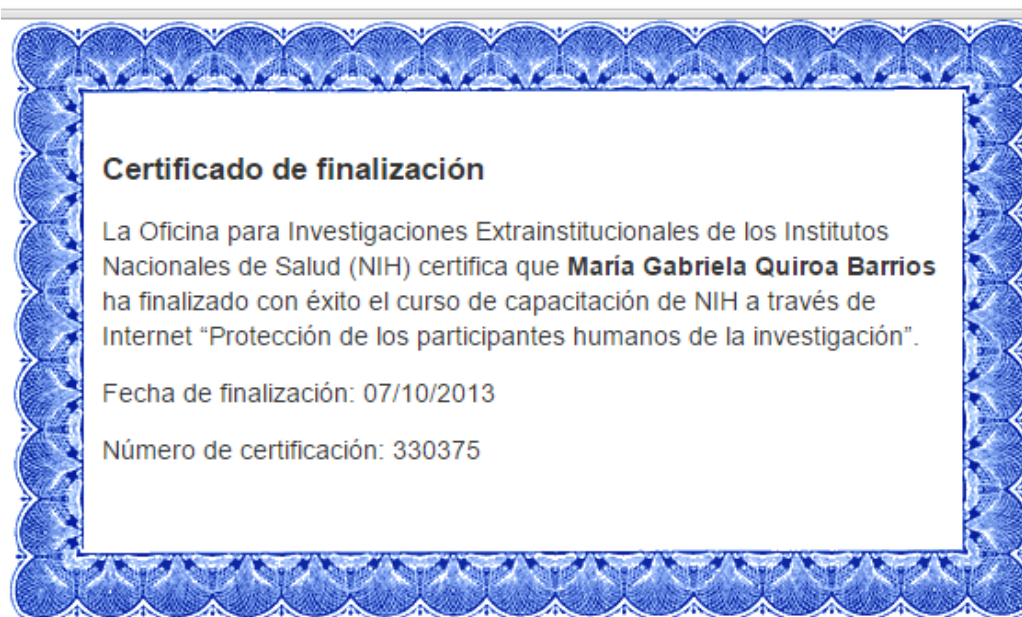 Certificado de finalización
La Oficina para Investigaciones Extrainstitucionales de los Institutos
Nacionales de Salud (NIH) certifica que María Gabriela Quiroa Barrios
ha finalizado con éxito el curso de capacitación de NIH a través de
Internet “Protección de los participantes humanos de la investigación”.
Fecha de finalización: 07/10/2013
Número de certificación: 330375